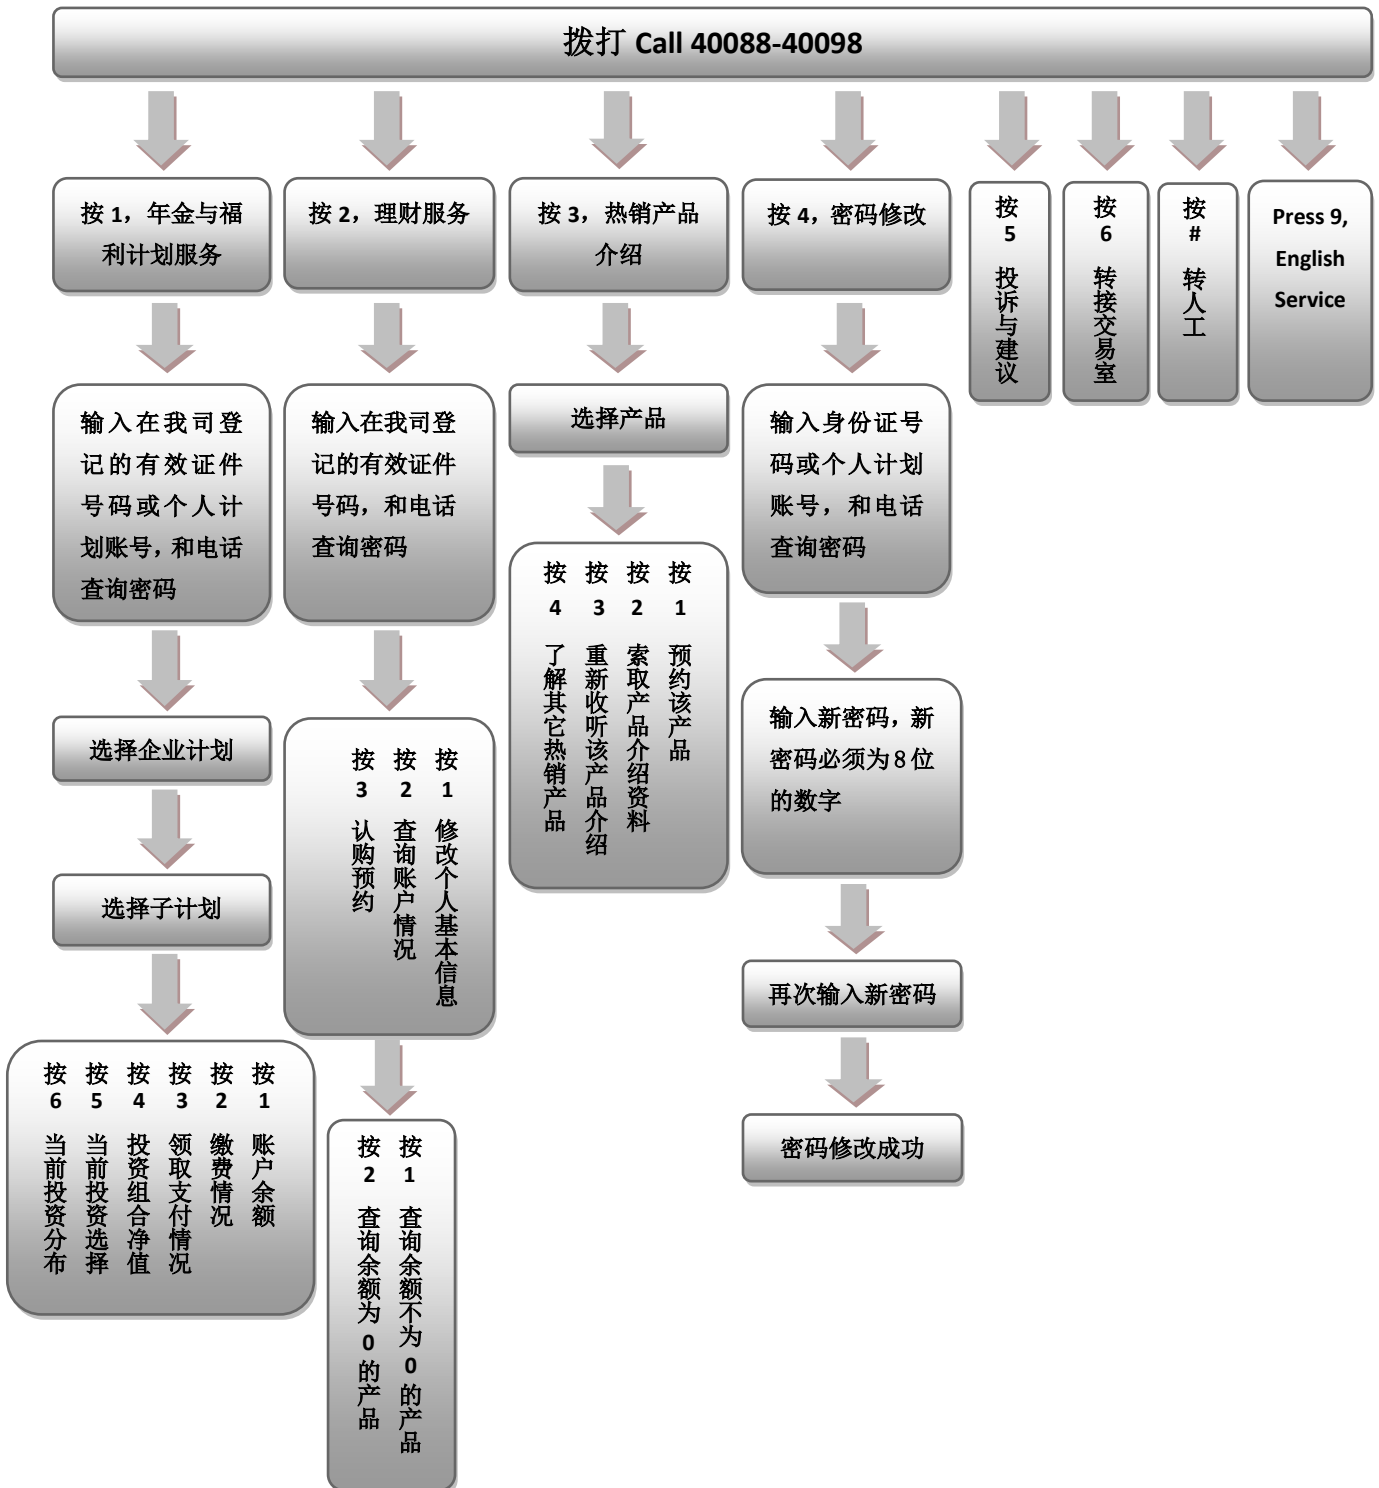 拨打 Call 40088-40098
按 1，年金与福
利计划服务
按 2，理财服务
按 3，热销产品
介绍
按 4，密码修改
按 5 投诉与建议
按 6 转接交易室
按 # 转人工
Press 9,
English
Service
输入在我司登
记的有效证件
号码或个人计
划账号，和电话
查询密码
选择企业计划
选择子计划
按 1 账户余额
按 2 缴费情况
按 3 领取支付情况
按 4 投资组合净值
按 5 当前投资选择
按 6 当前投资分布
输入在我司登
记的有效证件
号码，和电话
查询密码
按 1 修改个人基本信息
按 2 查询账户情况
按 3 认购预约
按 1 查询余额不为 0 的产品
按 2 查询余额为 0 的产品
选择产品
按 1 预约该产品
按 2 索取产品介绍资料
按 3 重新收听该产品介绍
按 4 了解其它热销产品
输入身份证号
码或个人计划
账号，和电话
查询密码
输入新密码，新
密码必须为 8 位
的数字
再次输入新密码
密码修改成功